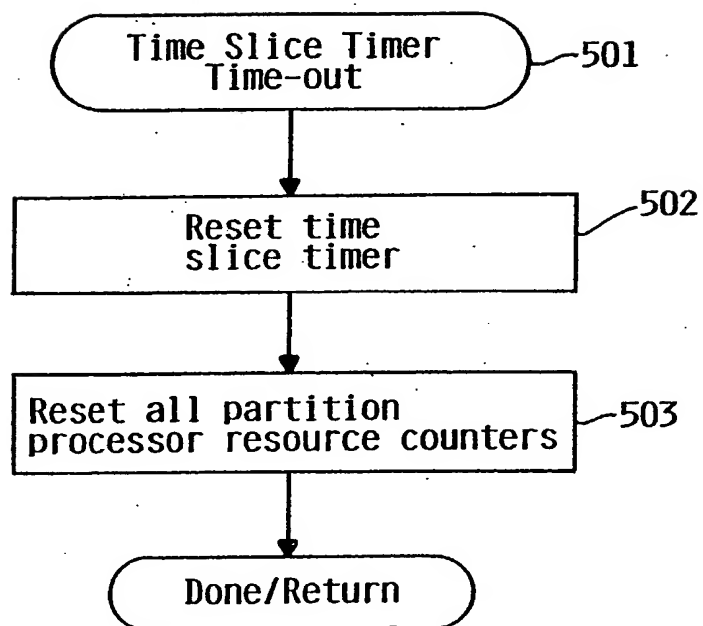 Time Slice Timer
Time-out
501
Reset time
slice timer
502
Reset all partition
processor resource counters
503
Done/Return